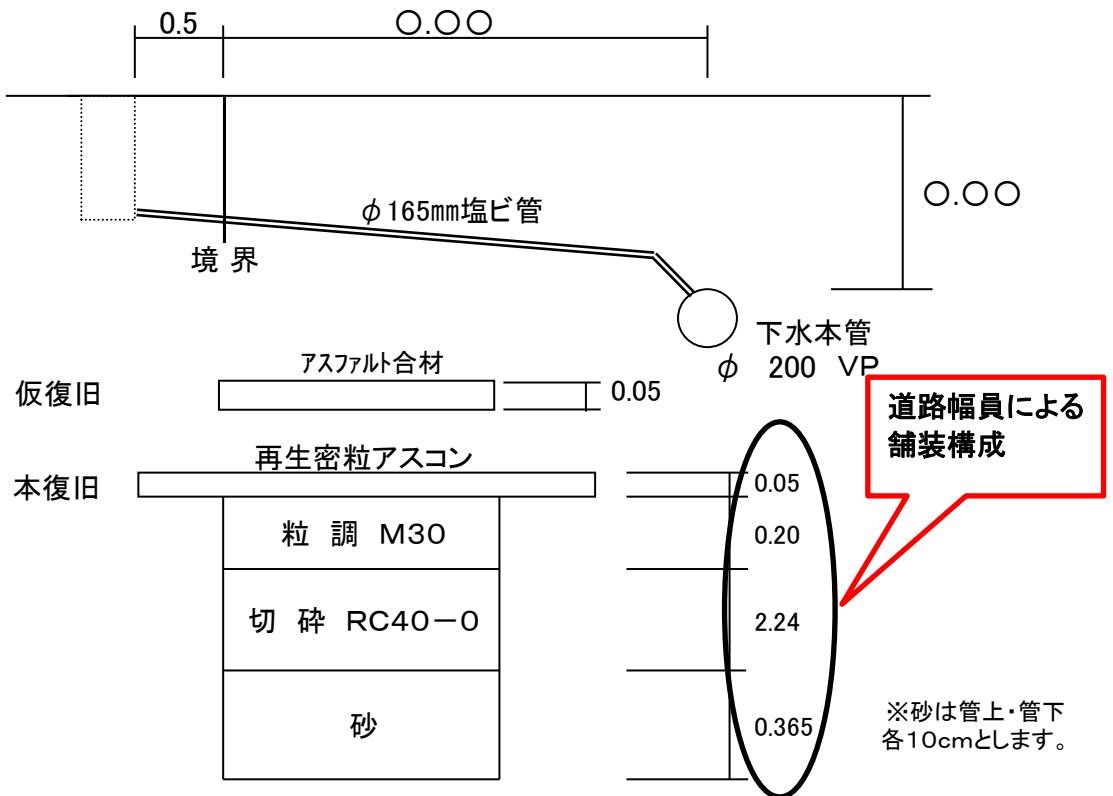 0.5
〇.〇〇
〇.〇〇
φ165㎜塩ビ管
境 界
下水本管
φ 200 VP
仮復旧
アスファルト合材
0.05
道路幅員による
舗装構成
本復旧
再生密粒アスコン
0.05
粒 調 M30
0.20
切 砕 RC40－0
2.24
砂
0.365
※砂は管上・管下
各10cmとします。